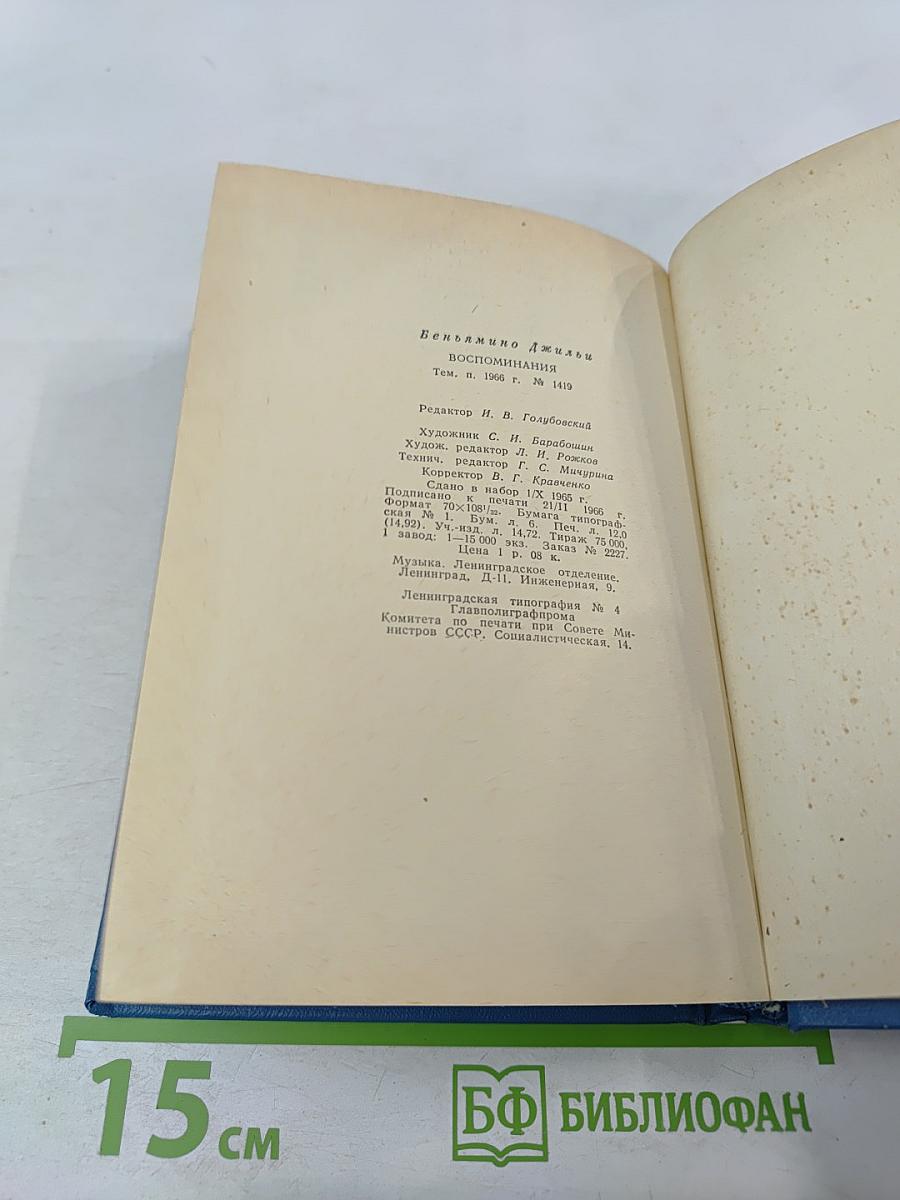 Беньямино Джильи
ВОСПОМИНАНИЯ
Тем. п. 1966 г. № 1419
Редактор И. В. Голубовский
Художник С. И. Барабошин
Худож. редактор Л. И. Рожков
Технич. редактор Г. С. Мичурина
Корректор В. Г. Кравченко
Сдано в набор 1/X 1965 г.
Подписано к печати 21/II 1966 г.
Формат 70×108¹/₃₂. Бумага типограф-
ская № 1. Бум. л. 6. Печ. л. 12,0
(14,92). Уч.-изд. л. 14,72. Тираж 75 000,
1 завод: 1—15 000 экз. Заказ № 2227.
Цена 1 р. 08 к.
Музыка. Ленинградское отделение.
Ленинград, Д-11. Инженерная, 9.
Ленинградская типография № 4
Главполиграфпрома
Комитета по печати при Совете Ми-
нистров СССР. Социалистическая, 14.
15 см
БФ БИБЛИОФАН